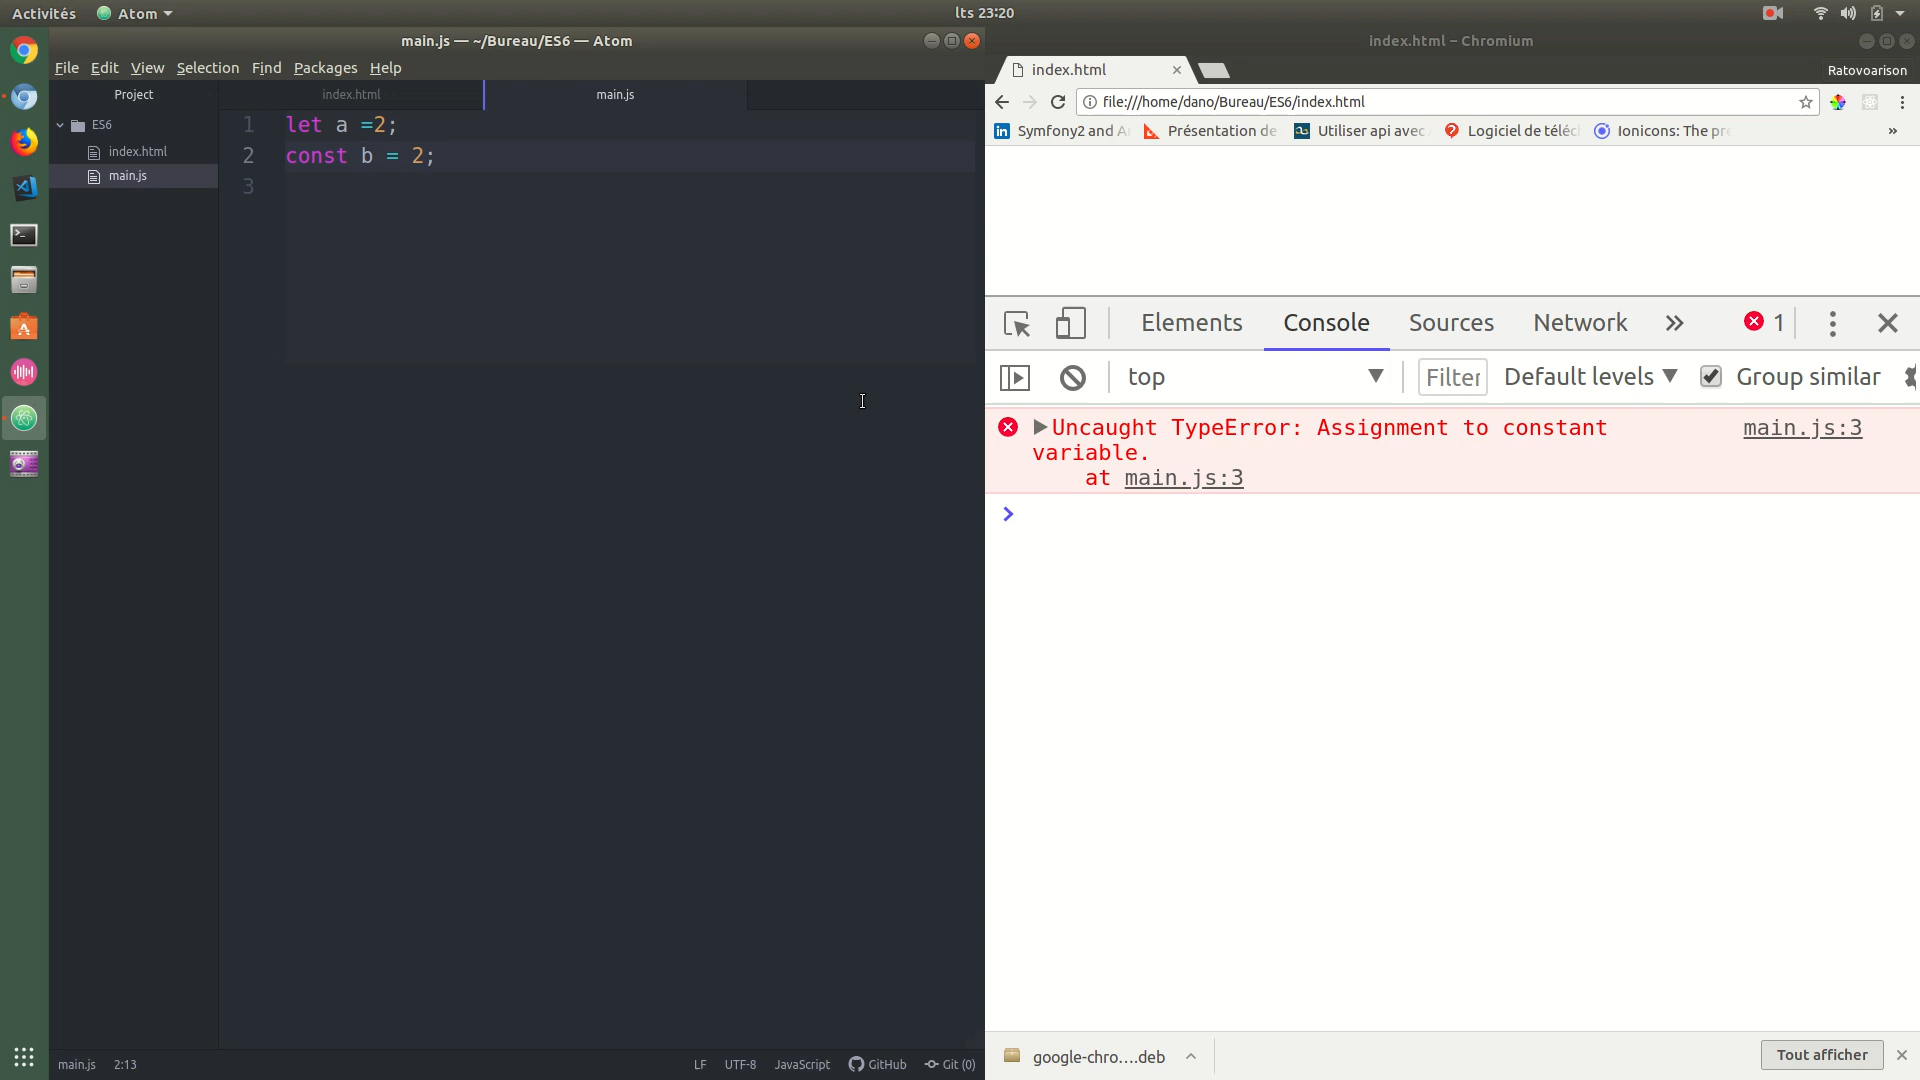 Activités
Atom
lts 23:20
main.js — ~/Bureau/ES6 — Atom
File Edit View Selection Find Packages Help
Project
index.html
main.js
ES6
index.html
main.js
1 let a =2;
2 const b = 2;
3
main.js 2:13
LF UTF-8 JavaScript GitHub Git (0)
index.html – Chromium
index.html
Ratovoarison
file:///home/dano/Bureau/ES6/index.html
Symfony2 and A
Présentation de
Utiliser api avec
Logiciel de téléc
Ionicons: The pre
Elements Console Sources Network 1
top Filter Default levels Group similar
Uncaught TypeError: Assignment to constant main.js:3
variable.
at main.js:3
google-chro....deb
Tout afficher